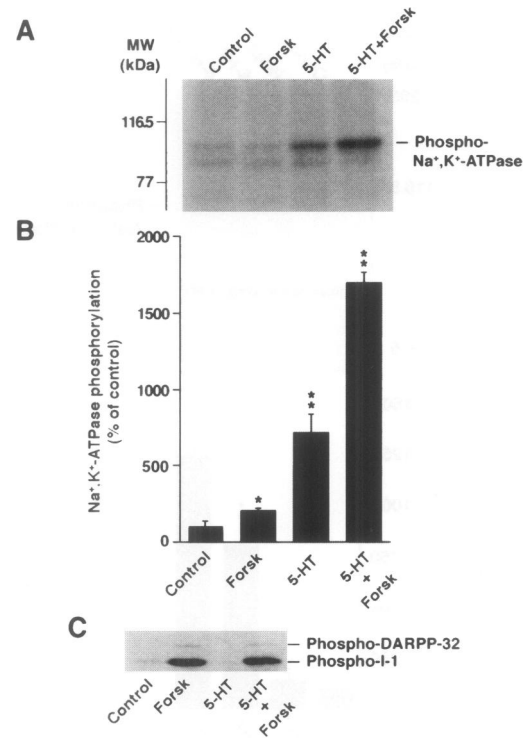 A
MW
(kDa)
Control
Forsk
5-HT
5-HT+Forsk
116.5
77
Phospho-
Na⁺,K⁺-ATPase
B
Na⁺,K⁺-ATPase phosphorylation
(% of control)
2000
1500
1000
500
0
*
**
**
Control
Forsk
5-HT
5-HT
+
Forsk
C
Phospho-DARPP-32
Phospho-I-1
Control
Forsk
5-HT
5-HT
+
Forsk